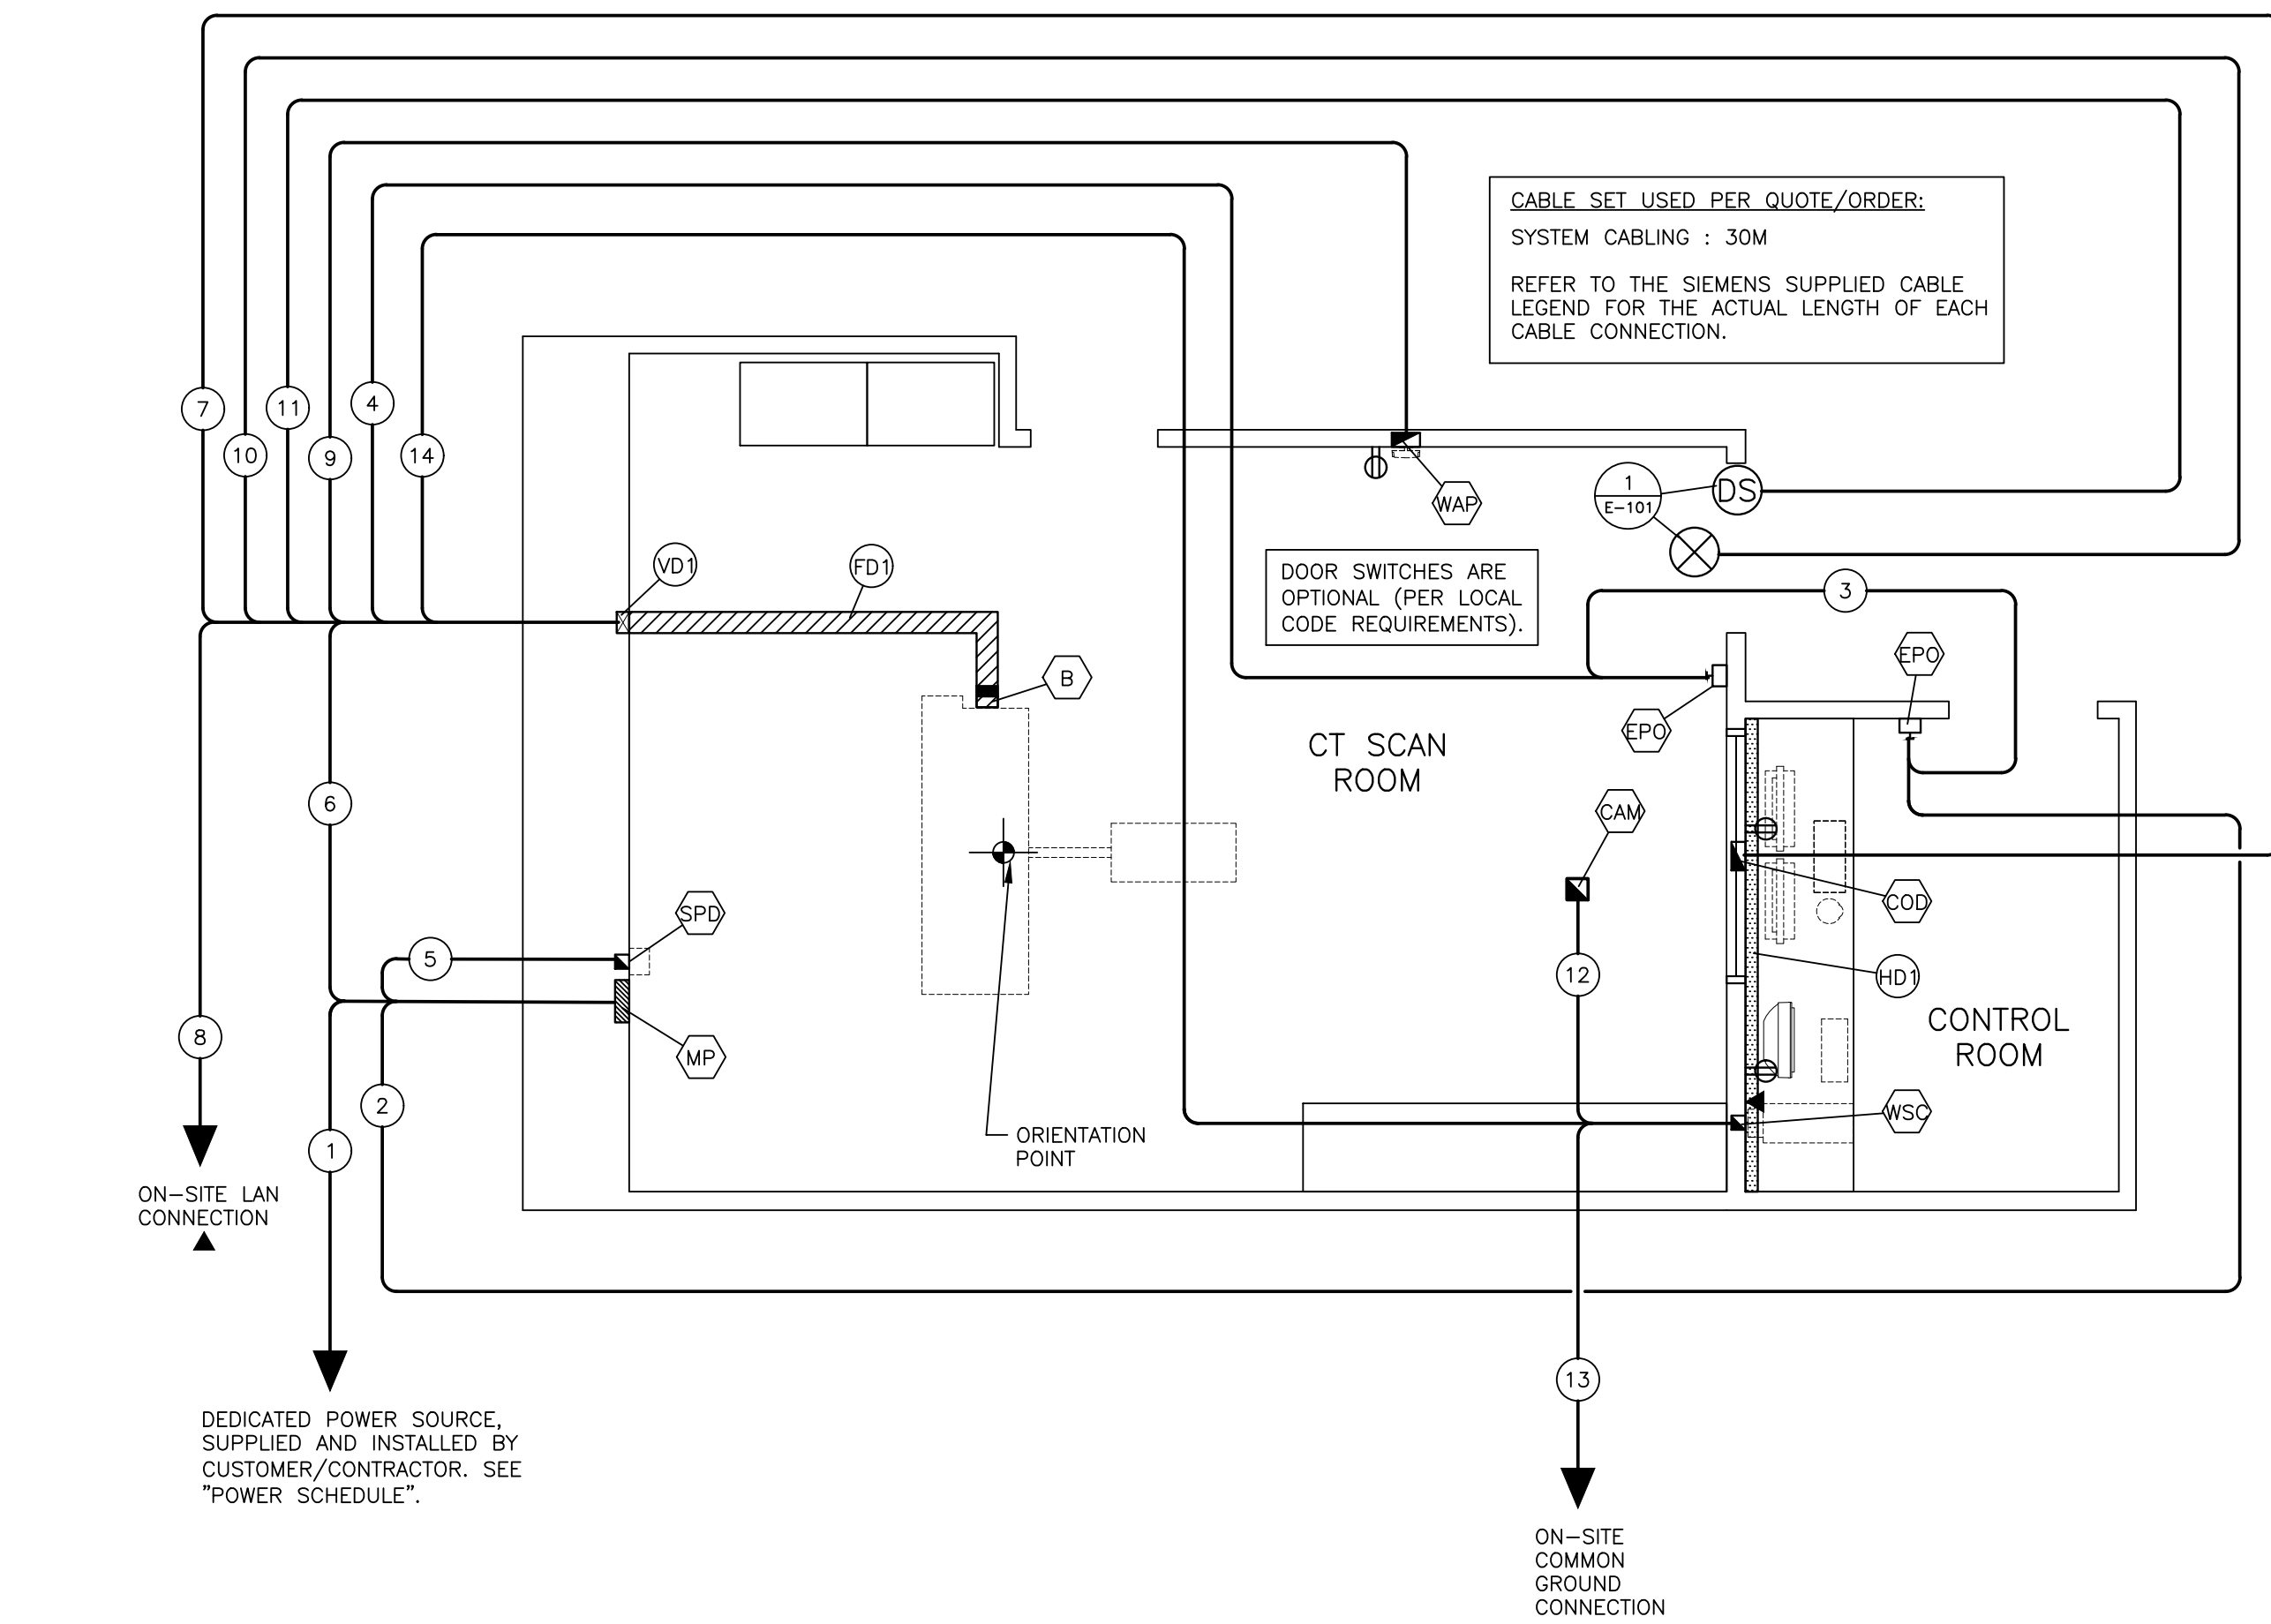 CABLE SET USED PER QUOTE/ORDER:
SYSTEM CABLING : 30M
REFER TO THE SIEMENS SUPPLIED CABLE
LEGEND FOR THE ACTUAL LENGTH OF EACH
CABLE CONNECTION.
7
11
4
10
9
14
WAP
1
E-101
DS
VD1
FD1
DOOR SWITCHES ARE
OPTIONAL (PER LOCAL
CODE REQUIREMENTS).
3
EPO
B
EPO
CT SCAN
ROOM
6
CAM
SPD
COD
5
12
HD1
8
MP
CONTROL
ROOM
2
WSC
1
ORIENTATION
POINT
ON-SITE LAN
CONNECTION
13
DEDICATED POWER SOURCE,
SUPPLIED AND INSTALLED BY
CUSTOMER/CONTRACTOR. SEE
"POWER SCHEDULE".
ON-SITE
COMMON
GROUND
CONNECTION